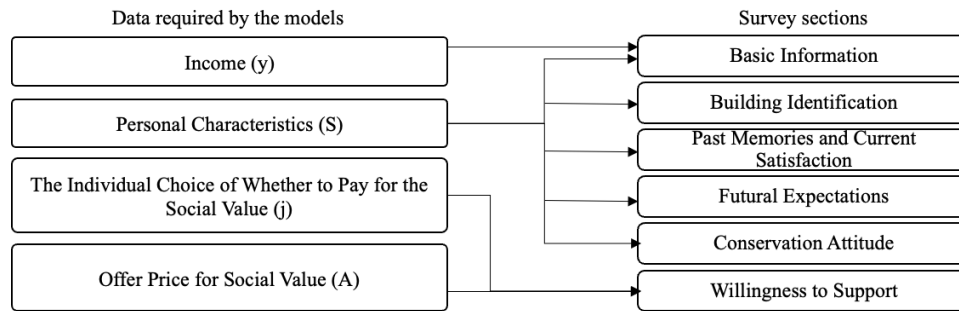 Data required by the models
Income (y)
Personal Characteristics (S)
The Individual Choice of Whether to Pay for the
Social Value (j)
Offer Price for Social Value (A)
Survey sections
Basic Information
Building Identification
Past Memories and Current
Satisfaction
Futural Expectations
Conservation Attitude
Willingness to Support